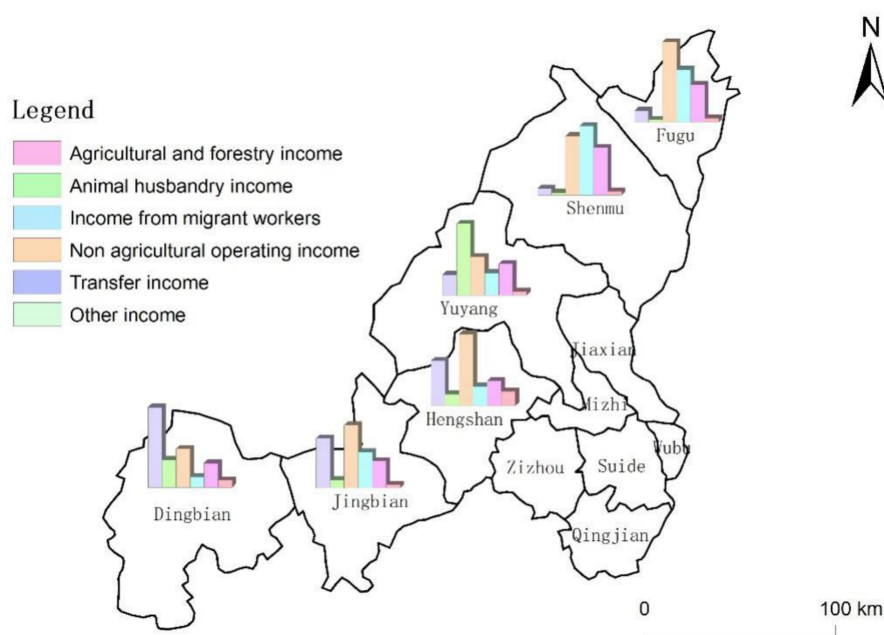 N
Legend
Agricultural and forestry income
Animal husbandry income
Income from migrant workers
Non agricultural operating income
Transfer income
Other income
Fugu
Shenmu
Yuyang
Jiaxian
Hengshan
Mizhi
Wubu
Zizhou
Suide
Jingbian
Dingbian
Qingjian
0
100 km